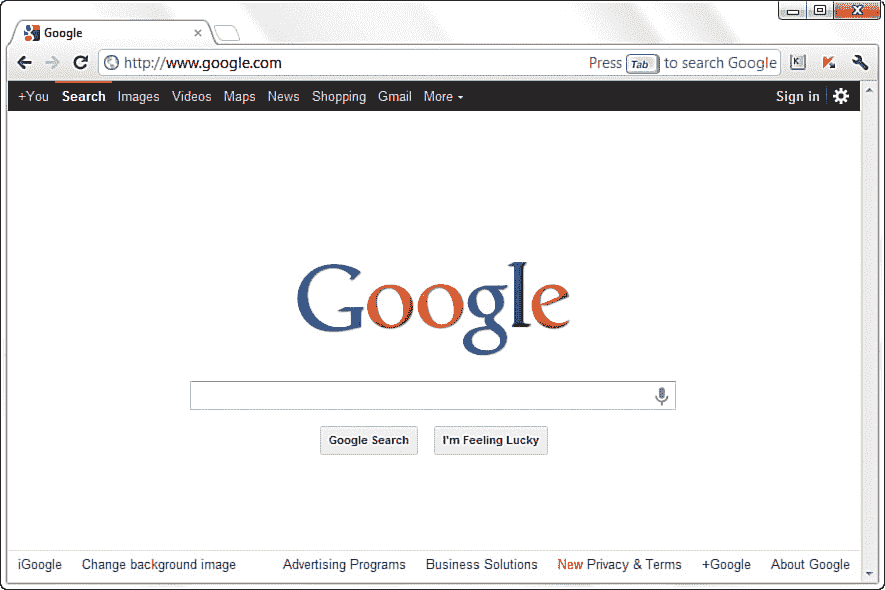 Google
http://www.google.com Press Tab to search Google K
+You Search Images Videos Maps News Shopping Gmail More Sign in
Google
Google Search I'm Feeling Lucky
iGoogle Change background image Advertising Programs Business Solutions New Privacy & Terms +Google About Google